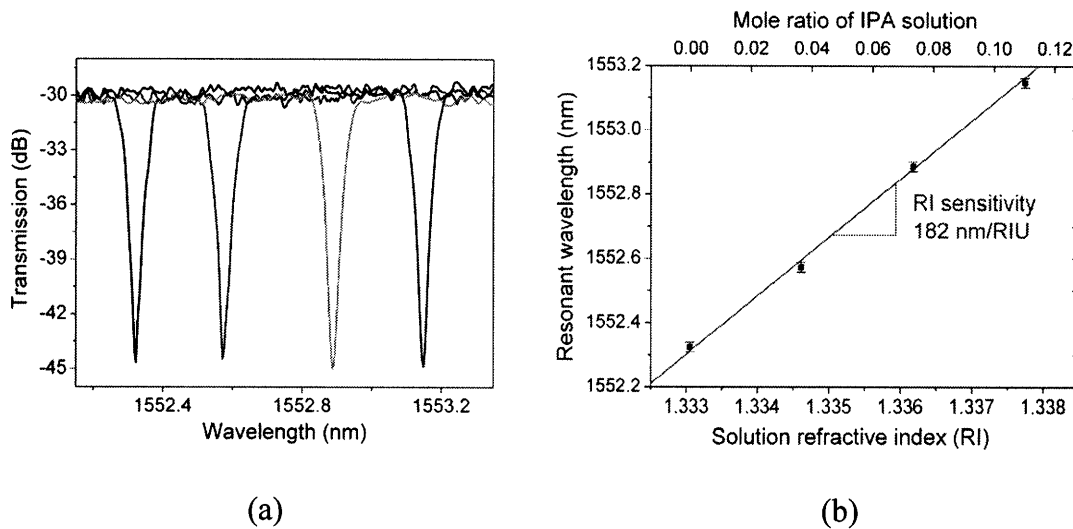 -30
-33
-36
-39
-42
-45
Transmission (dB)
1552.4
1552.8
1553.2
Wavelength (nm)
(a)
Mole ratio of IPA solution
0.00 0.02 0.04 0.06 0.08 0.10 0.12
1553.2
1553.0
1552.8
1552.6
1552.4
1552.2
Resonant wavelength (nm)
RI sensitivity
182 nm/RIU
1.333 1.334 1.335 1.336 1.337 1.338
Solution refractive index (RI)
(b)